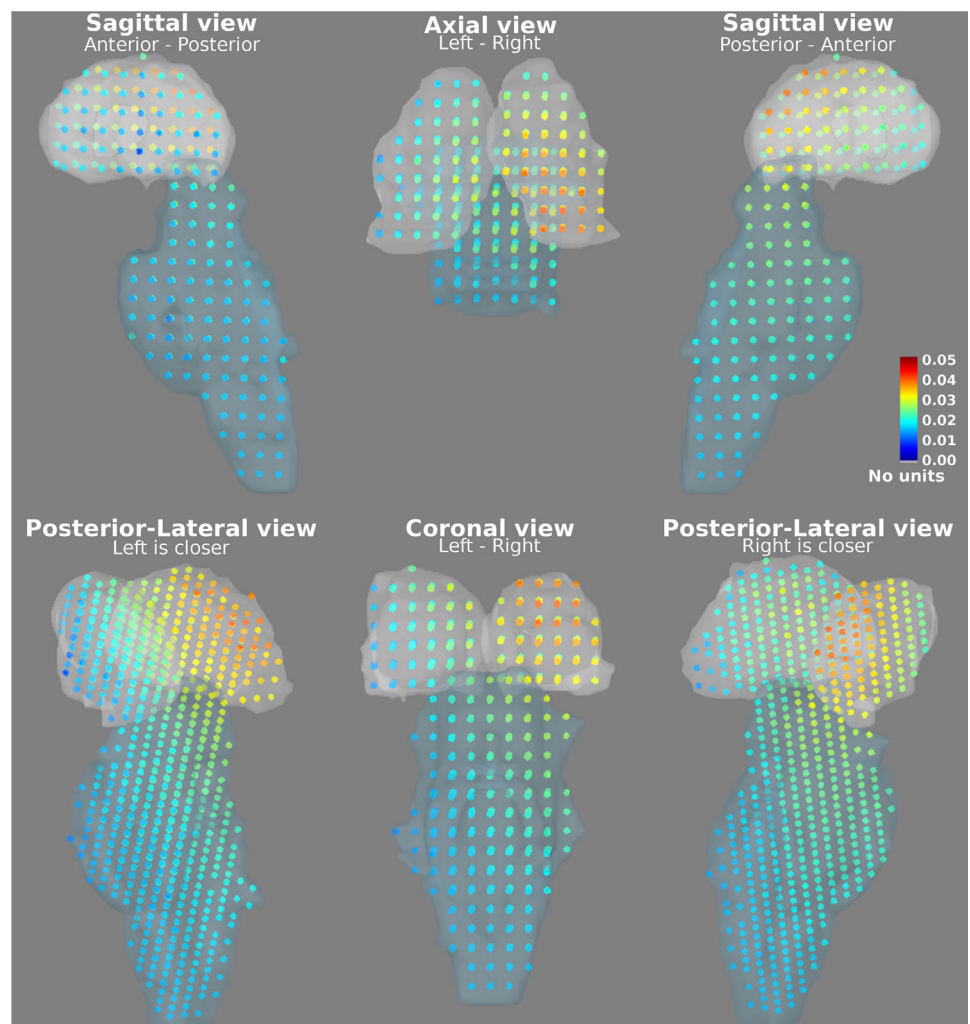 Sagittal view
Anterior - Posterior
Axial view
Left - Right
Sagittal view
Posterior - Anterior
0.05
0.04
0.03
0.02
0.01
0.00
No units
Posterior-Lateral view
Left is closer
Coronal view
Left - Right
Posterior-Lateral view
Right is closer